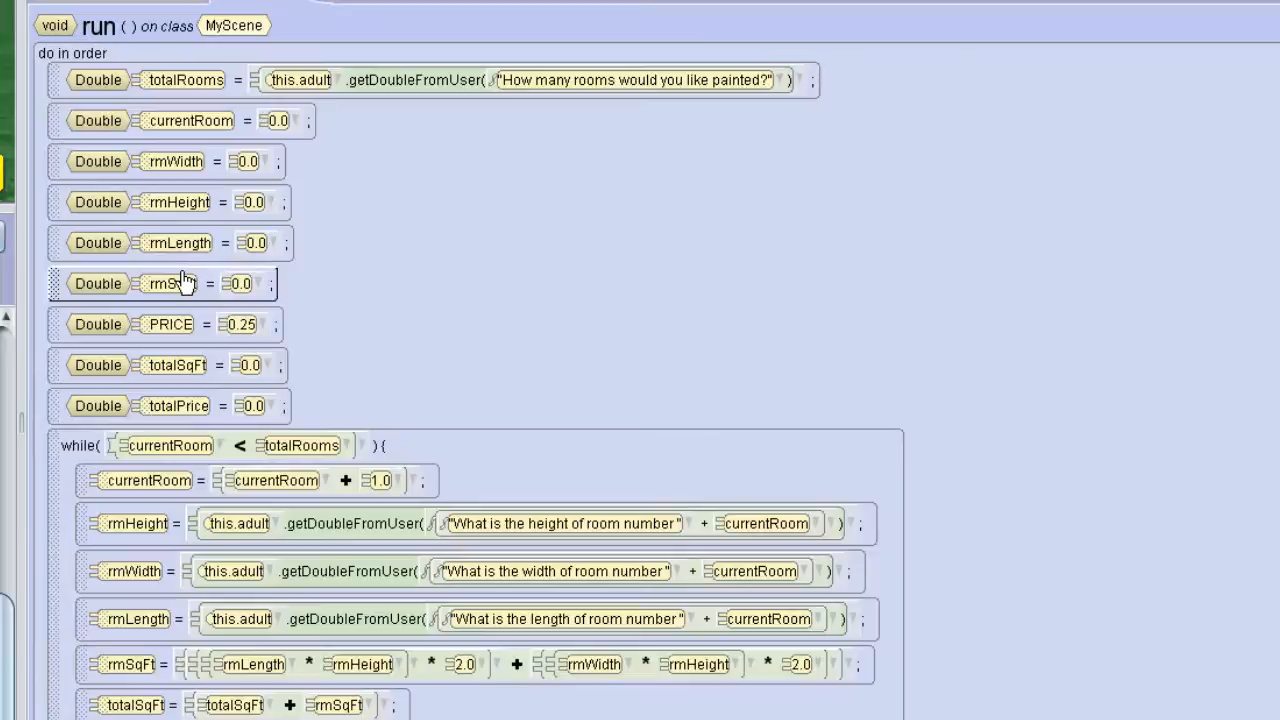 void run ( ) on class MyScene
do in order
Double totalRooms = this.adult .getDoubleFromUser( "How many rooms would you like painted?" ) ;
Double currentRoom = 0.0 ;
Double rmWidth = 0.0 ;
Double rmHeight = 0.0 ;
Double rmLength = 0.0 ;
Double = 0.0 ;
Double PRICE = 0.25 ;
Double totalSqFt = 0.0 ;
Double totalPrice = 0.0 ;
while( currentRoom < totalRooms ){
currentRoom = currentRoom + 1.0 ;
rmHeight = this.adult .getDoubleFromUser( "What is the height of room number " + currentRoom ) ;
rmWidth = this.adult .getDoubleFromUser( "What is the width of room number " + currentRoom ) ;
rmLength = this.adult .getDoubleFromUser( "What is the length of room number " + currentRoom ) ;
rmSqFt = rmLength * rmHeight * 2.0 + rmWidth * rmHeight * 2.0 ;
totalSqFt = totalSqFt + rmSqFt ;